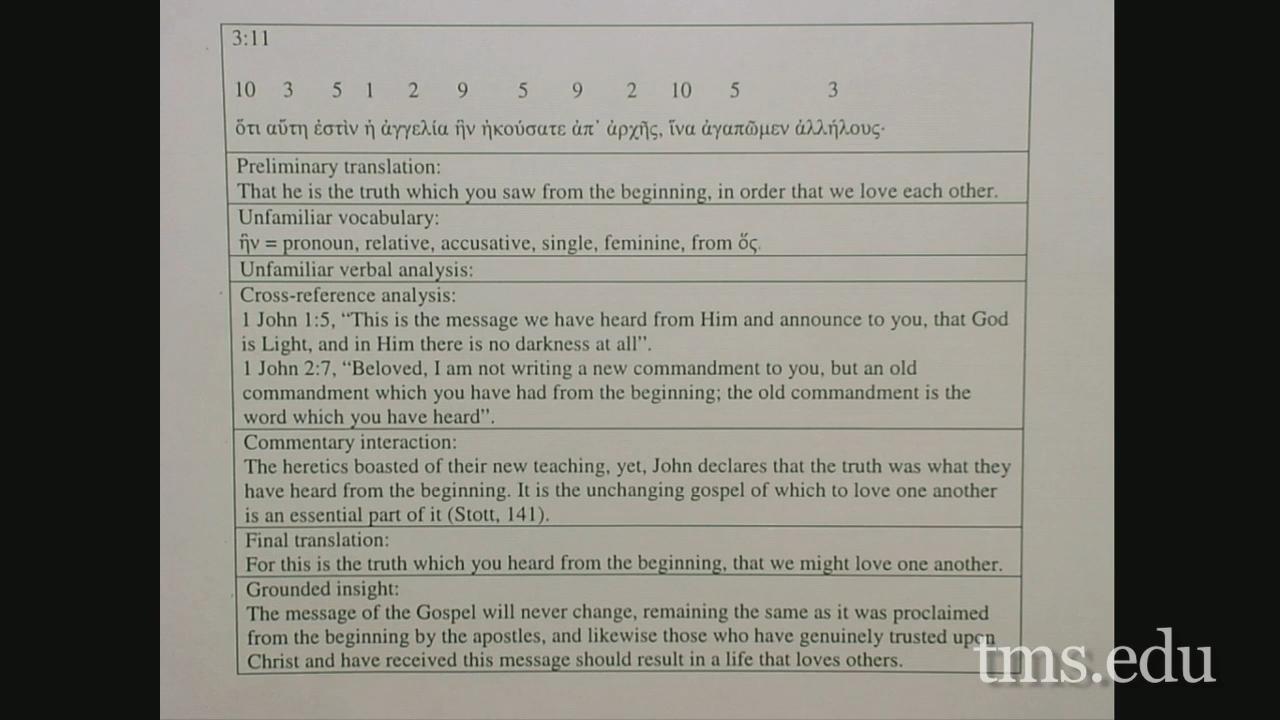 3:11
10 3 5 1 2 9 5 9 2 10 5 3
ὅτι αὕτη ἐστὶν ἡ ἀγγελία ἣν ἠκούσατε ἀπ᾽ ἀρχῆς, ἵνα ἀγαπῶμεν ἀλλήλους·
Preliminary translation:
That he is the truth which you saw from the beginning, in order that we love each other.
Unfamiliar vocabulary:
ἣν = pronoun, relative, accusative, single, feminine, from ὅς.
Unfamiliar verbal analysis:
Cross-reference analysis:
1 John 1:5, “This is the message we have heard from Him and announce to you, that God
is Light, and in Him there is no darkness at all”.
1 John 2:7, “Beloved, I am not writing a new commandment to you, but an old
commandment which you have had from the beginning; the old commandment is the
word which you have heard”.
Commentary interaction:
The heretics boasted of their new teaching, yet, John declares that the truth was what they
have heard from the beginning. It is the unchanging gospel of which to love one another
is an essential part of it (Stott, 141).
Final translation:
For this is the truth which you heard from the beginning, that we might love one another.
Grounded insight:
The message of the Gospel will never change, remaining the same as it was proclaimed
from the beginning by the apostles, and likewise those who have genuinely trusted upon
Christ and have received this message should result in a life that loves others.
tms.edu